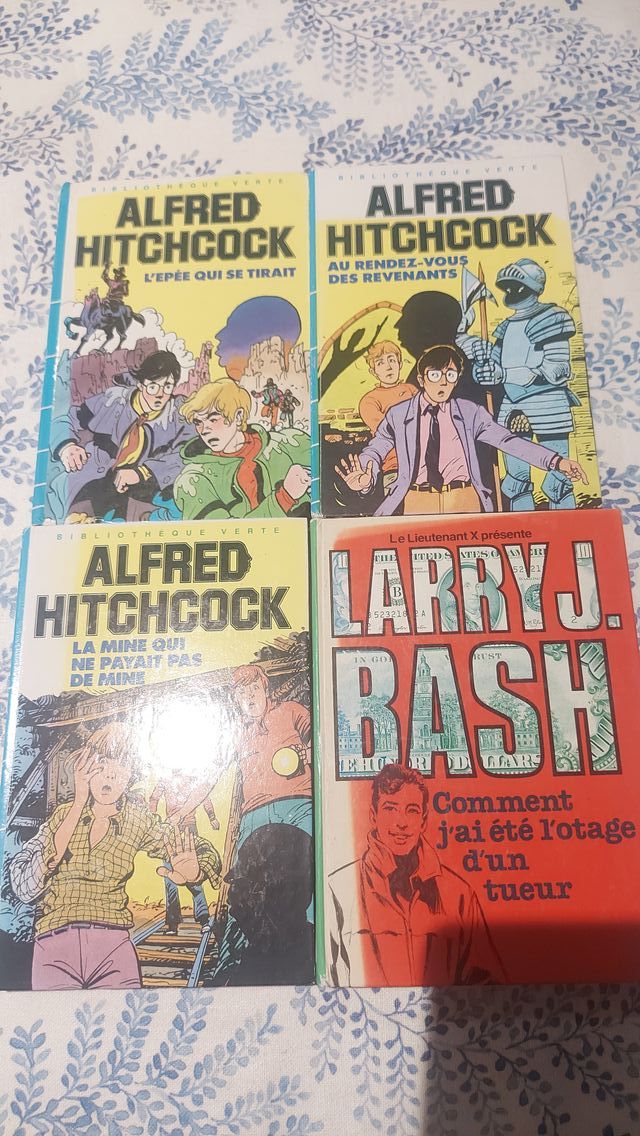 BIBLIOTHÈQUE VERTE
ALFRED
HITCHCOCK
L'EPÉE QUI SE TIRAIT
BIBLIOTHÈQUE VERTE
ALFRED
HITCHCOCK
AU RENDEZ-VOUS
DES REVENANTS
BIBLIOTHÈQUE VERTE
ALFRED
HITCHCOCK
LA MINE QUI
NE PAYAIT PAS
DE MINE
Le Lieutenant X présente
LARRY J.
BASH
Comment
j'ai été l'otage
d'un
tueur